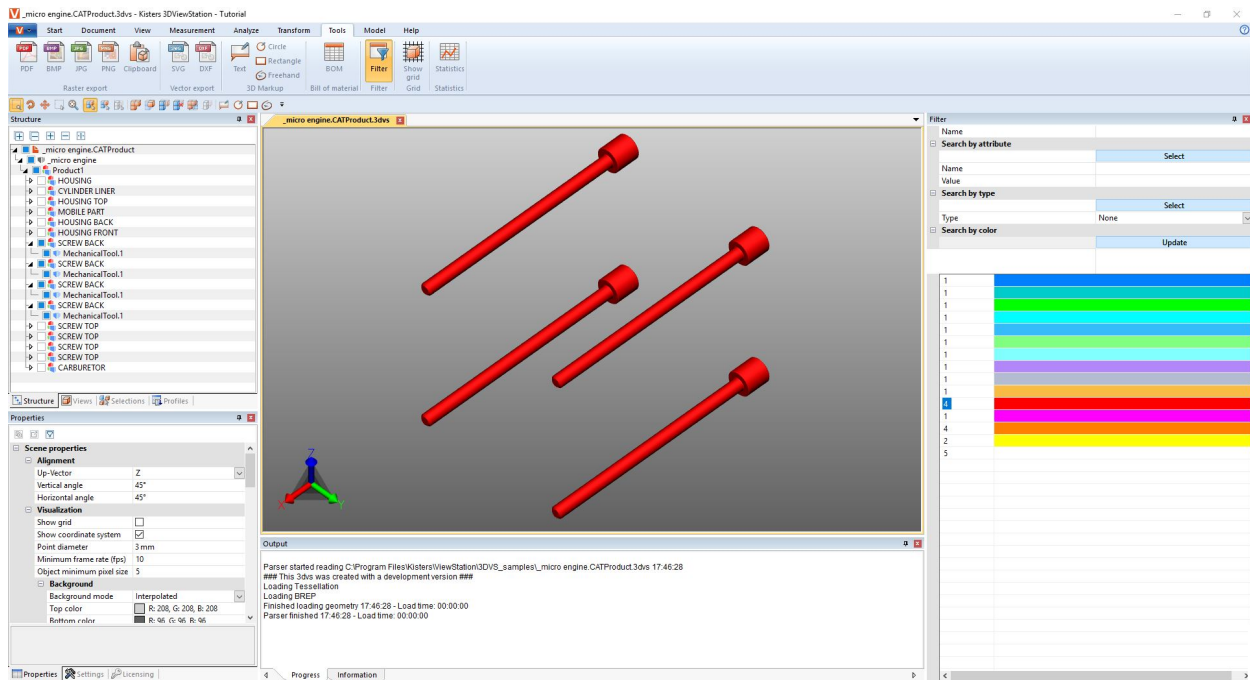 _micro engine.CATProduct.3dvs - Kisters 3DViewStation - Tutorial
Start Document View Measurement Analyze Transform Tools Model Help
PDF BMP JPG PNG SVG DXF
Circle
Rectangle
Freehand
PDF BMP JPG PNG Clipboard SVG DXF Text BOM Filter Show grid Statistics
Raster export Vector export 3D Markup Bill of material Filter Grid Statistics
Structure
_micro engine.CATProduct
_micro engine
Product1
HOUSING
CYLINDER LINER
HOUSING TOP
MOBILE PART
HOUSING BACK
HOUSING FRONT
SCREW BACK
MechanicalTool.1
SCREW BACK
MechanicalTool.1
SCREW BACK
MechanicalTool.1
SCREW BACK
MechanicalTool.1
SCREW TOP
SCREW TOP
SCREW TOP
SCREW TOP
CARBURETOR
Structure Views Selections Profiles
Properties
Scene properties
Alignment
Up-Vector Z
Vertical angle 45°
Horizontal angle 45°
Visualization
Show grid
Show coordinate system
Point diameter 3 mm
Minimum frame rate (fps) 10
Object minimum pixel size 5
Background
Background mode Interpolated
Top color R: 208, G: 208, B: 208
Bottom color R: 96, G: 96, B: 96
Properties Settings Licensing
_micro engine.CATProduct.3dvs
Z
X
Y
Output
Parser started reading C:\Program Files\Kisters\ViewStation\3DVS_samples\_micro engine.CATProduct.3dvs 17:46:28
### This 3dvs was created with a development version ###
Loading Tessellation
Loading BREP
Finished loading geometry 17:46:28 - Load time: 00:00:00
Parser finished 17:46:28 - Load time: 00:00:00
Progress Information
Filter
Name
Search by attribute
Select
Name
Value
Search by type
Select
Type None
Search by color
Update
1
1
1
1
1
1
1
1
1
1
4
1
4
2
5